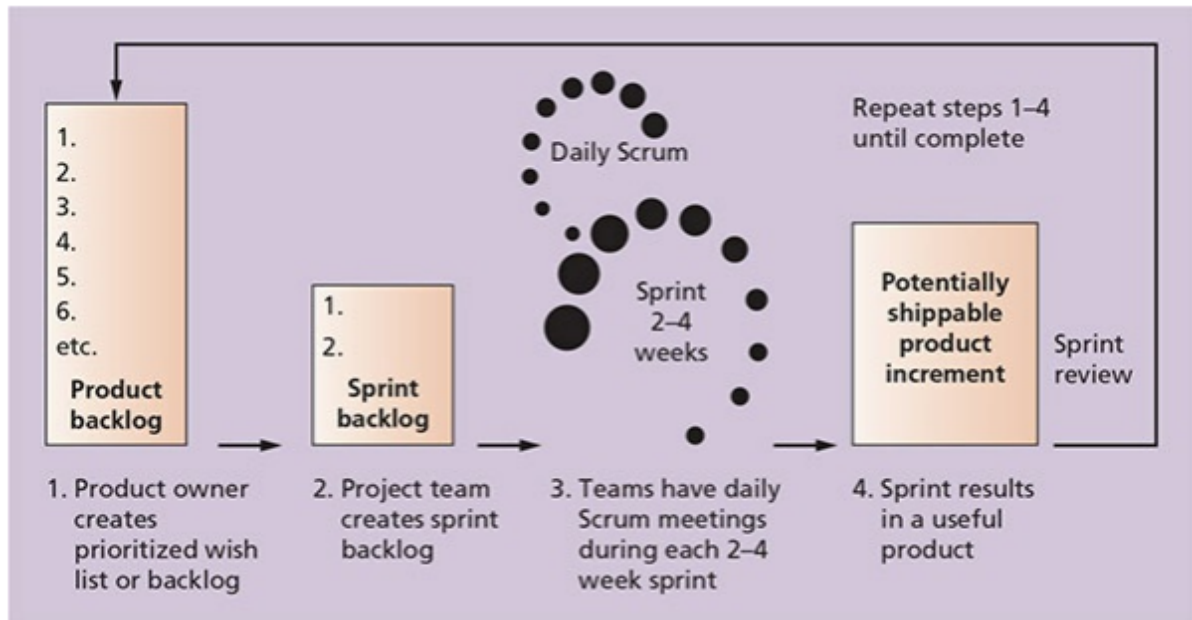 1.
2.
3.
4.
5.
6.
etc.
Product
backlog
1.
2.
Sprint
backlog
Daily Scrum
Sprint
2–4
weeks
Repeat steps 1–4
until complete
Potentially
shippable
product
increment
Sprint
review
1. Product owner
creates
prioritized wish
list or backlog
2. Project team
creates sprint
backlog
3. Teams have daily
Scrum meetings
during each 2–4
week sprint
4. Sprint results
in a useful
product